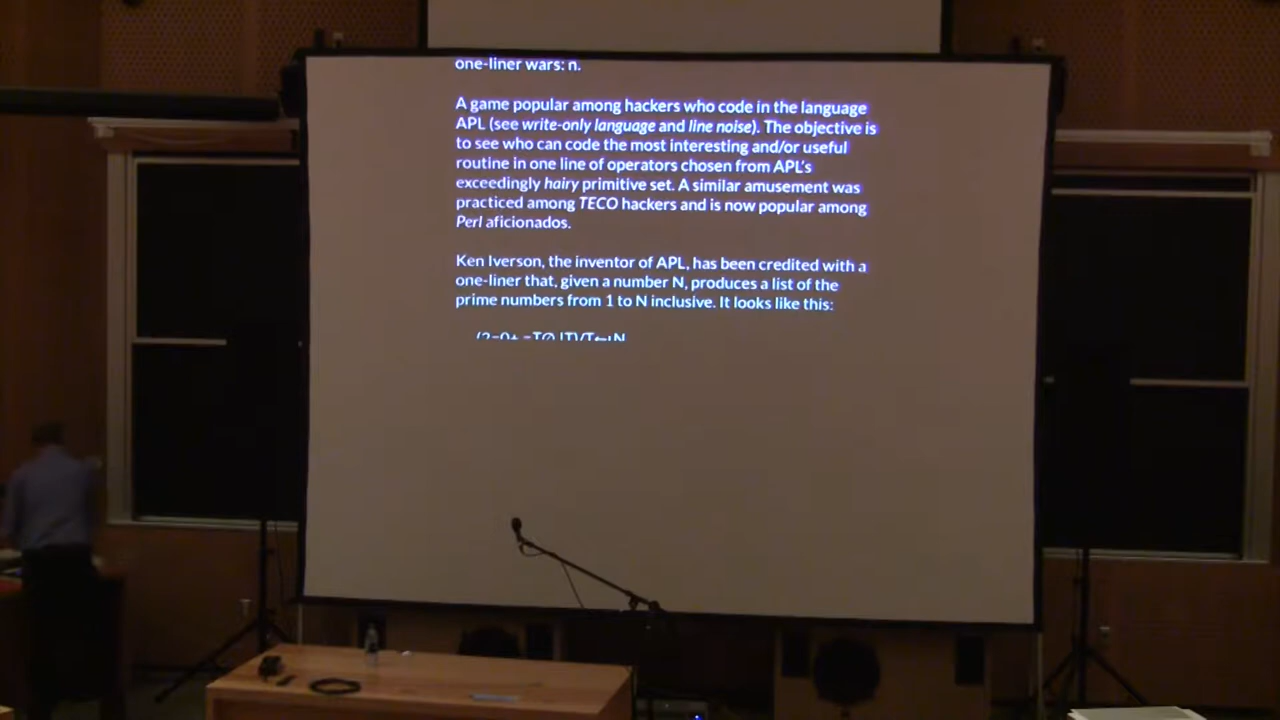 one-liner wars: n.
A game popular among hackers who code in the language
APL (see write-only language and line noise). The objective is
to see who can code the most interesting and/or useful
routine in one line of operators chosen from APL's
exceedingly hairy primitive set. A similar amusement was
practiced among TECO hackers and is now popular among
Perl aficionados.
Ken Iverson, the inventor of APL, has been credited with a
one-liner that, given a number N, produces a list of the
prime numbers from 1 to N inclusive. It looks like this: